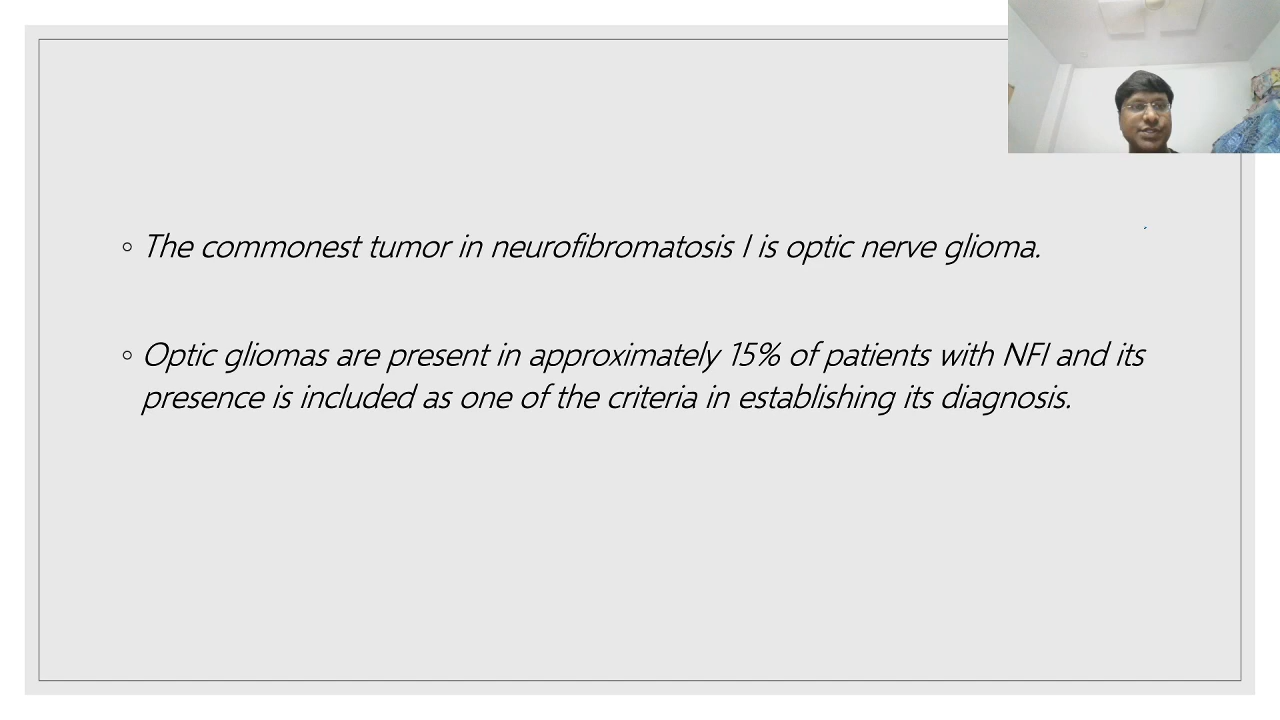 ◦ The commonest tumor in neurofibromatosis I is optic nerve glioma.
◦ Optic gliomas are present in approximately 15% of patients with NFI and its
presence is included as one of the criteria in establishing its diagnosis.